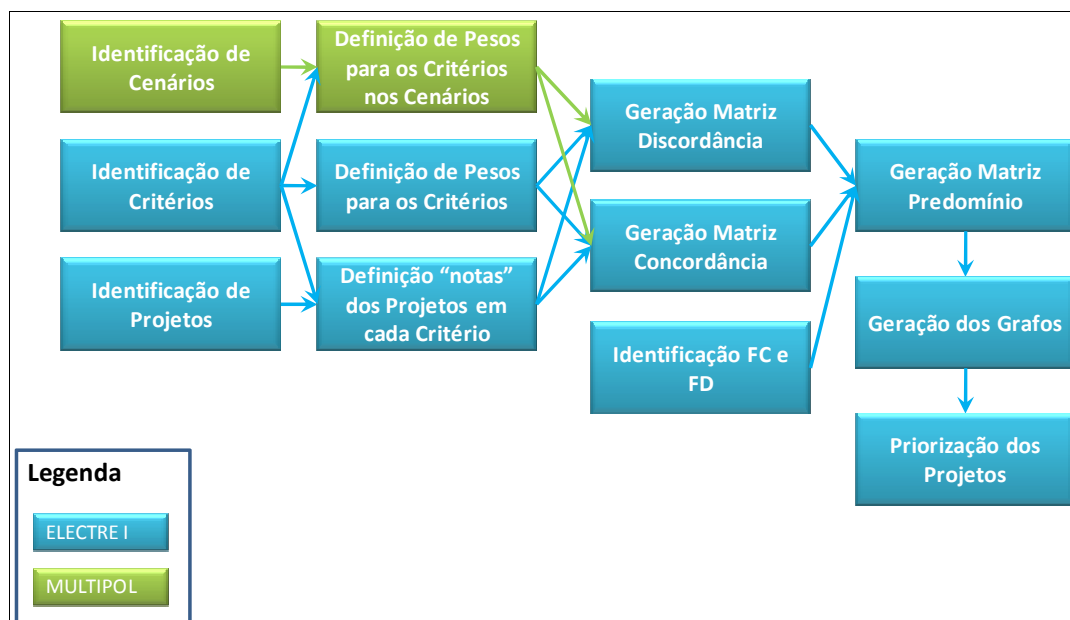 Identificação de
Cenários
Definição de Pesos
para os Critérios
nos Cenários
Identificação de
Critérios
Definição de Pesos
para os Critérios
Identificação de
Projetos
Definição “notas”
dos Projetos em
cada Critério
Geração Matriz
Discordância
Geração Matriz
Concordância
Identificação FC e
FD
Geração Matriz
Predomínio
Geração dos Grafos
Priorização dos
Projetos
Legenda
ELECTRE I
MULTIPOL